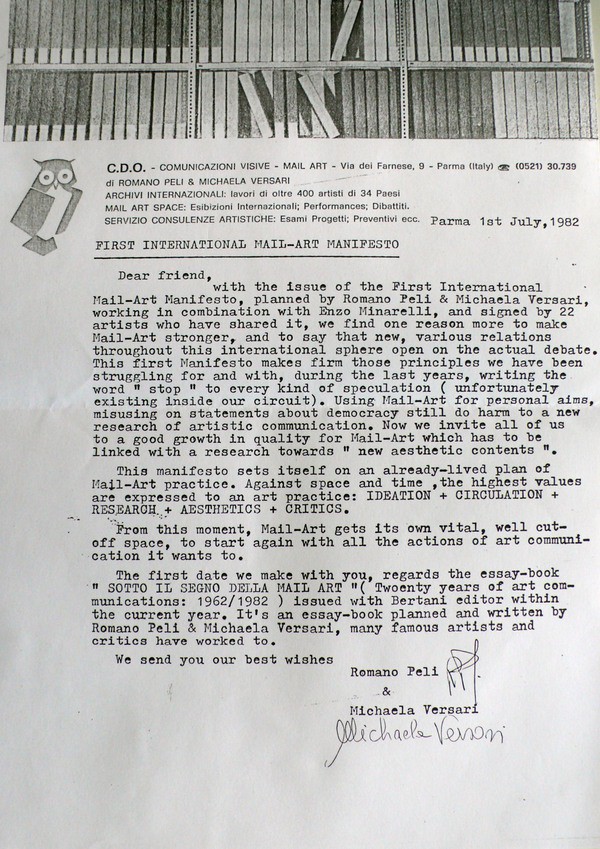 C.D.O. - COMUNICAZIONI VISIVE - MAIL ART - Via dei Farnese, 9 - Parma (Italy) ☎ (0521) 30.739
di ROMANO PELI & MICHAELA VERSARI
ARCHIVI INTERNAZIONALI: lavori di oltre 400 artisti di 34 Paesi
MAIL ART SPACE: Esibizioni Internazionali; Performances; Dibattiti.
SERVIZIO CONSULENZE ARTISTICHE: Esami Progetti; Preventivi ecc.
Parma 1st July,1982
FIRST INTERNATIONAL MAIL-ART MANIFESTO
Dear friend,
with the issue of the First International
Mail-Art Manifesto, planned by Romano Peli & Michaela Versari,
working in combination with Enzo Minarelli, and signed by 22
artists who have shared it, we find one reason more to make
Mail-Art stronger, and to say that new, various relations
throughout this international sphere open on the actual debate.
This first Manifesto makes firm those principles we have been
struggling for and with, during the last years, writing the
word " stop " to every kind of speculation ( unfortunately
existing inside our circuit). Using Mail-Art for personal aims,
misusing on statements about democracy still do harm to a new
research of artistic communication. Now we invite all of us
to a good growth in quality for Mail-Art which has to be
linked with a research towards " new aesthetic contents ".
This manifesto sets itself on an already-lived plan of
Mail-Art practice. Against space and time ,the highest values
are expressed to an art practice: IDEATION + CIRCULATION +
RESEARCH + AESTHETICS + CRITICS.
From this moment, Mail-Art gets its own vital, well cut-
off space, to start again with all the actions of art communi-
cation it wants to.
The first date we make with you, regards the essay-book
" SOTTO IL SEGNO DELLA MAIL ART "( Twoenty years of art com-
munications: 1962/1982 ) issued with Bertani editor within
the current year. It's an essay-book planned and written by
Romano Peli & Michaela Versari, many famous artists and
critics have worked to.
We send you our best wishes
Romano Peli
&
Michaela Versari
Michaela Versari